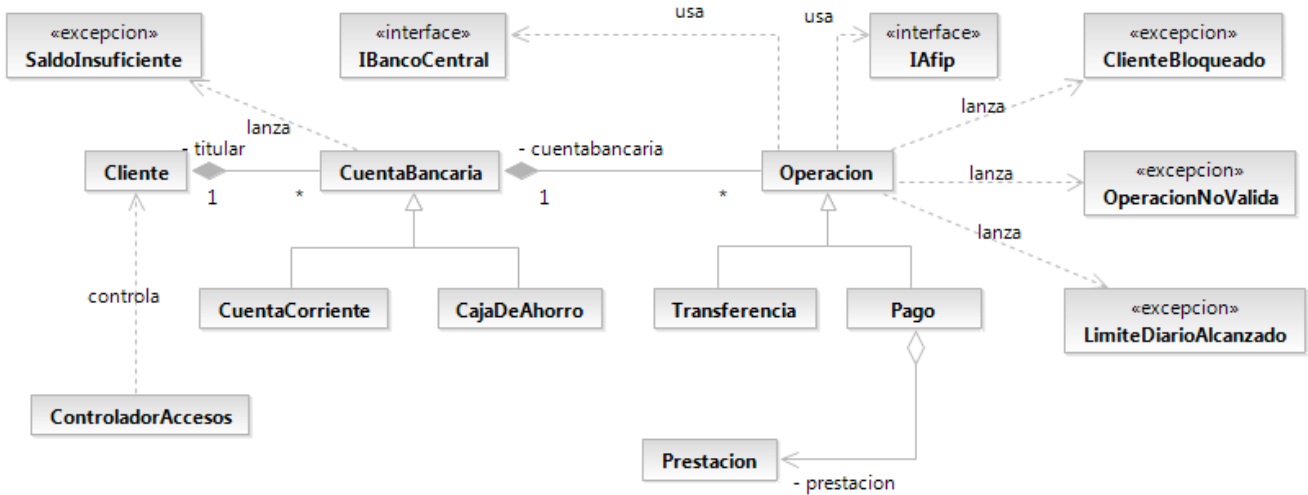 usa
usa
«excepcion»
SaldoInsuficiente
«interface»
IBancoCentral
«interface»
IAfip
«excepcion»
ClienteBloqueado
lanza
lanza
- titular
- cuentabancaria
Cliente
CuentaBancaria
Operacion
lanza
«excepcion»
OperacionNoValida
1
*
1
*
lanza
controla
CuentaCorriente
CajaDeAhorro
Transferencia
Pago
«excepcion»
LimiteDiarioAlcanzado
ControladorAccesos
Prestacion
- prestacion